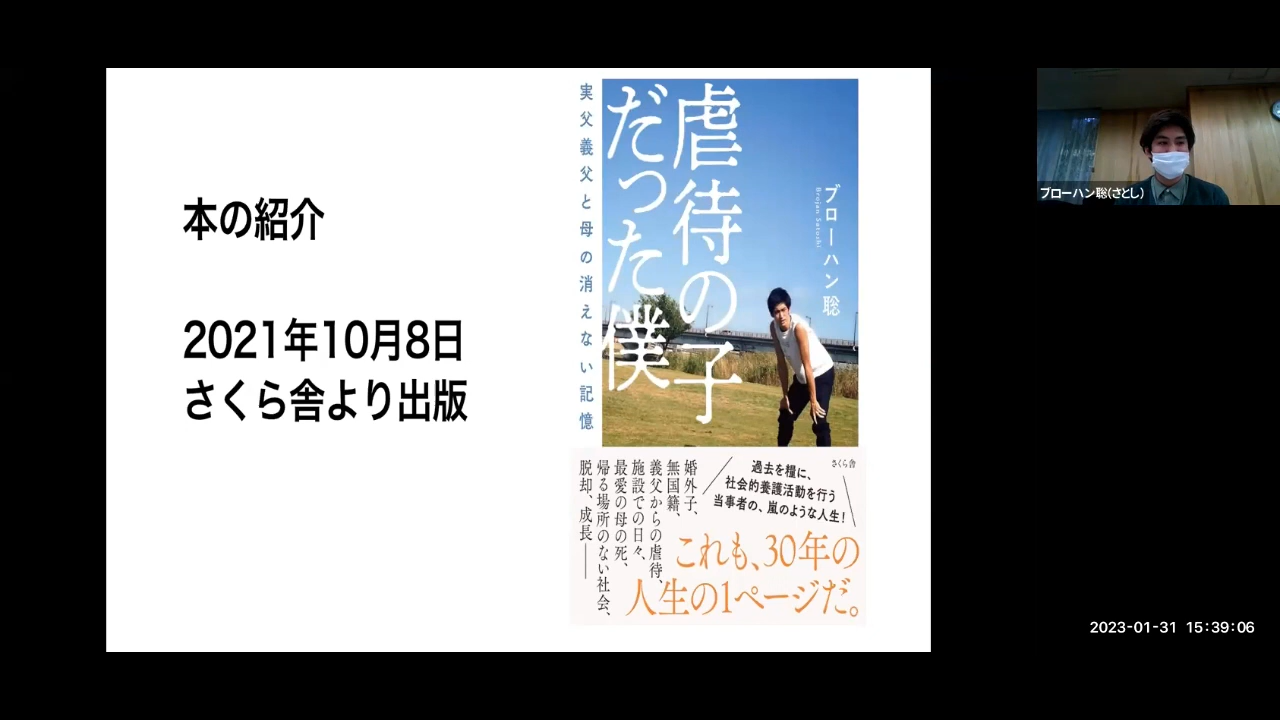 本の紹介
2021年10月8日
さくら舎より出版
虐待の子
だった僕
実父義父と母の消えない記憶
ブローハン聡
Brojan Satoshi
さくら舎
過去を糧に、
社会的養護活動を行う
当事者の、嵐のような人生!
婚外子、
無国籍、
義父からの虐待、
施設での日々、
最愛の母の死、
帰る場所のない社会、
脱却、成長──
これも、30年の
人生の1ページだ。
ブローハン聡(さとし)
2023-01-31 15:39:06